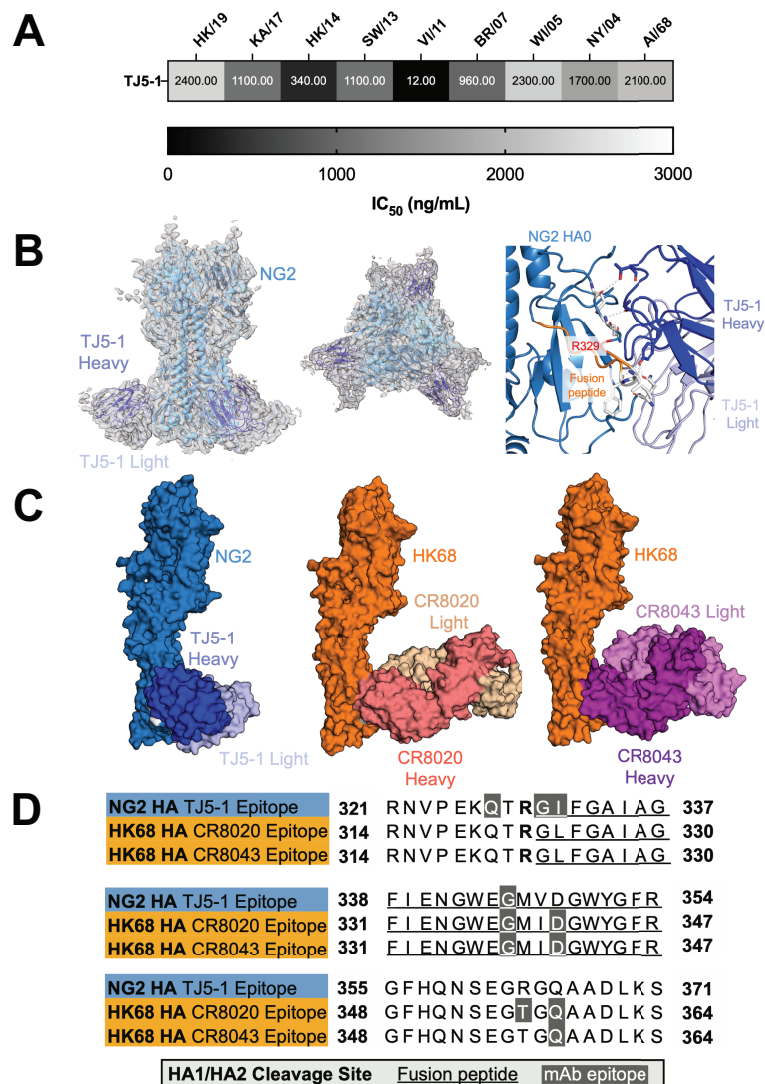 A
HK/19 KA/17 HK/14 SW/13 VI/11 BR/07 WI/05 NY/04 AI/68
TJ5-1 2400.00 1100.00 340.00 1100.00 12.00 960.00 2300.00 1700.00 2100.00
0 1000 2000 3000
IC50 (ng/mL)
B
NG2
TJ5-1
Heavy
TJ5-1 Light
NG2 HA0
TJ5-1
Heavy
R329
Fusion
peptide
TJ5-1
Light
C
NG2
TJ5-1
Heavy
TJ5-1 Light
HK68
CR8020
Light
CR8020
Heavy
HK68
CR8043 Light
CR8043
Heavy
D
NG2 HA TJ5-1 Epitope 321 RNVPEKQTRGIFGAIAG 337
HK68 HA CR8020 Epitope 314 RNVPEKQTRGLFGAIAG 330
HK68 HA CR8043 Epitope 314 RNVPEKQTRGLFGAIAG 330
NG2 HA TJ5-1 Epitope 338 FIENGWEGMVDGWYGFR 354
HK68 HA CR8020 Epitope 331 FIENGWEGMIDGWYGFR 347
HK68 HA CR8043 Epitope 331 FIENGWEGMIDGWYGFR 347
NG2 HA TJ5-1 Epitope 355 GFHQNSEGRGQAADLKS 371
HK68 HA CR8020 Epitope 348 GFHQNSEGTGQAADLKS 364
HK68 HA CR8043 Epitope 348 GFHQNSEGTGQAADLKS 364
HA1/HA2 Cleavage Site Fusion peptide mAb epitope